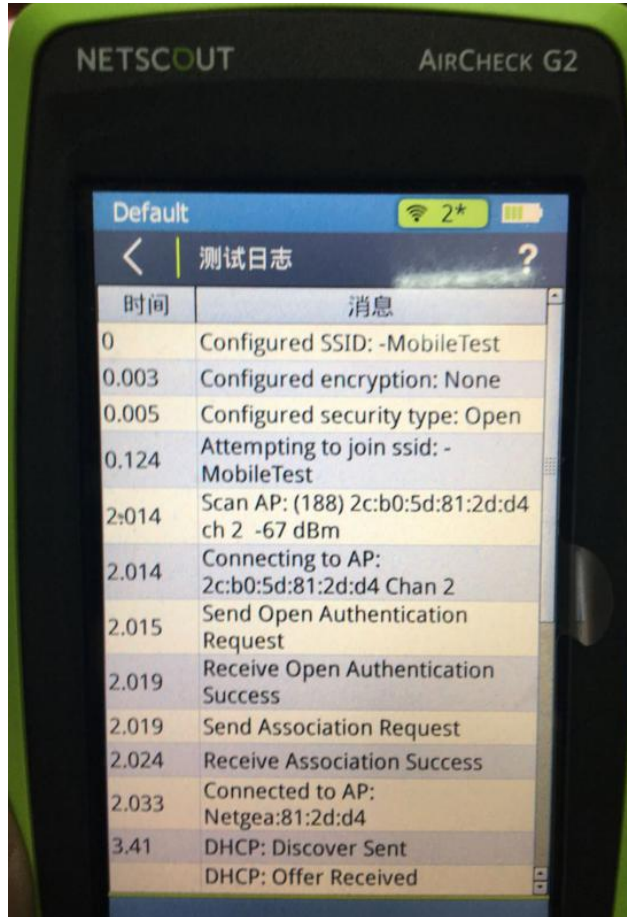 NETSCOUT
AIRCHECK G2
Default
2*
测试日志
?
时间 消息
0 Configured SSID: -MobileTest
0.003 Configured encryption: None
0.005 Configured security type: Open
0.124 Attempting to join ssid: -
MobileTest
2.014 Scan AP: (188) 2c:b0:5d:81:2d:d4
ch 2 -67 dBm
2.014 Connecting to AP:
2c:b0:5d:81:2d:d4 Chan 2
2.015 Send Open Authentication
Request
2.019 Receive Open Authentication
Success
2.019 Send Association Request
2.024 Receive Association Success
2.033 Connected to AP:
Netgea:81:2d:d4
3.41 DHCP: Discover Sent
DHCP: Offer Received